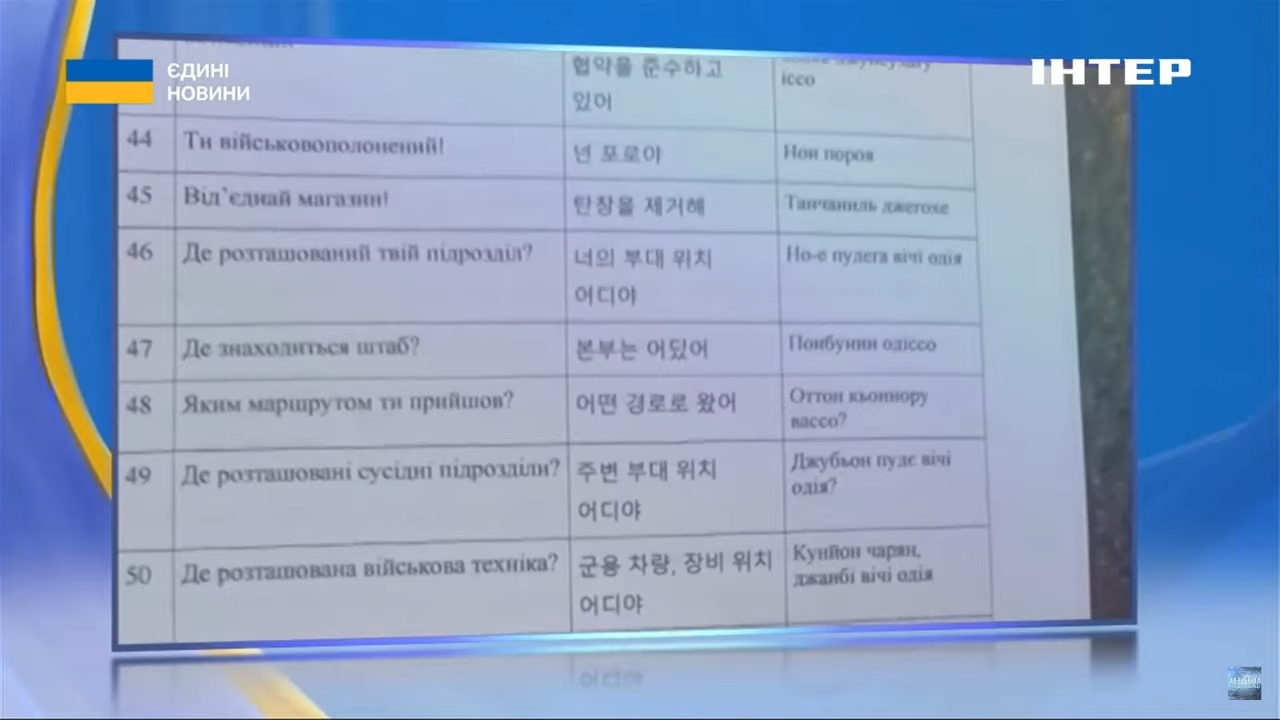 ЄДИНІ
НОВИНИ
ІНТЕР
협약을 준수하고
있어
іссо
44 Ти військовополонений! 넌 포로야 Нон пороя
45 Від’єднай магазин! 탄창을 제거해 Танчаниль джегохе
46 Де розташований твій підрозділ? 너의 부대 위치 Но-е пудега вічі одія
어디야
47 Де знаходиться штаб? 본부는 어딨어 Понбунин одіссо
48 Яким маршрутом ти прийшов? 어떤 경로로 왔어 Оттон кьоннору
вассо?
49 Де розташовані сусідні підрозділи? 주변 부대 위치 Джубьон пуде вічі
어디야 одія?
50 Де розташована військова техніка? 군용 차량, 장비 위치 Кунйон чарян,
어디야 джанбі вічі одія